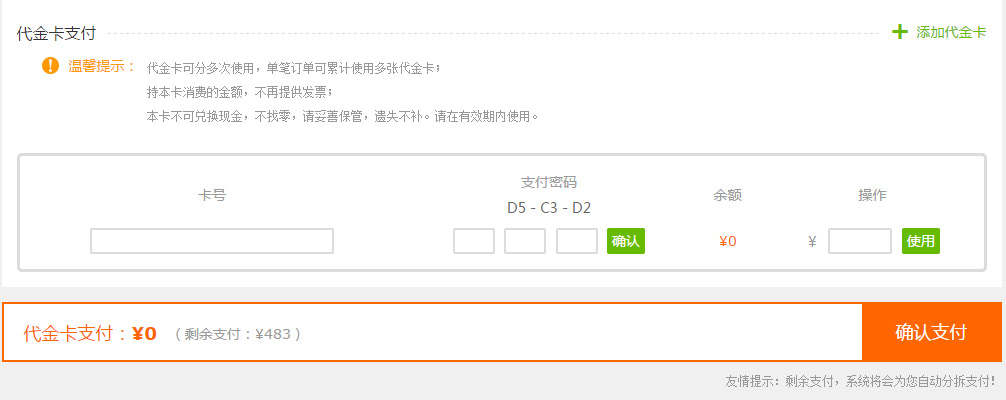 代金卡支付
添加代金卡
温馨提示：
代金卡可分多次使用，单笔订单可累计使用多张代金卡；
持本卡消费的金额，不再提供发票；
本卡不可兑换现金，不找零，请妥善保管，遗失不补。请在有效期内使用。
卡号 支付密码 余额 操作
D5 - C3 - D2
确认 ¥0 ¥ 使用
代金卡支付：¥0 （剩余支付：¥483） 确认支付
友情提示：剩余支付，系统将会为您自动分拆支付！